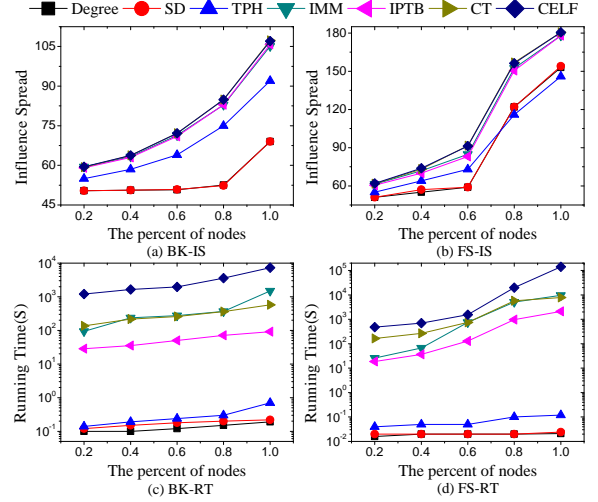 Degree SD TPH IMM IPTB CT CELF
105
90
75
60
45
Influence Spread
0.2 0.4 0.6 0.8 1.0
The percent of nodes
(a) BK-IS
180
150
120
90
60
Influence Spread
0.2 0.4 0.6 0.8 1.0
The percent of nodes
(b) FS-IS
10^4
10^3
10^2
10^1
10^0
10^-1
Running Time(S)
0.2 0.4 0.6 0.8 1.0
The percent of nodes
(c) BK-RT
10^5
10^4
10^3
10^2
10^1
10^0
10^-1
10^-2
Running Time(S)
0.2 0.4 0.6 0.8 1.0
The percent of nodes
(d) FS-RT